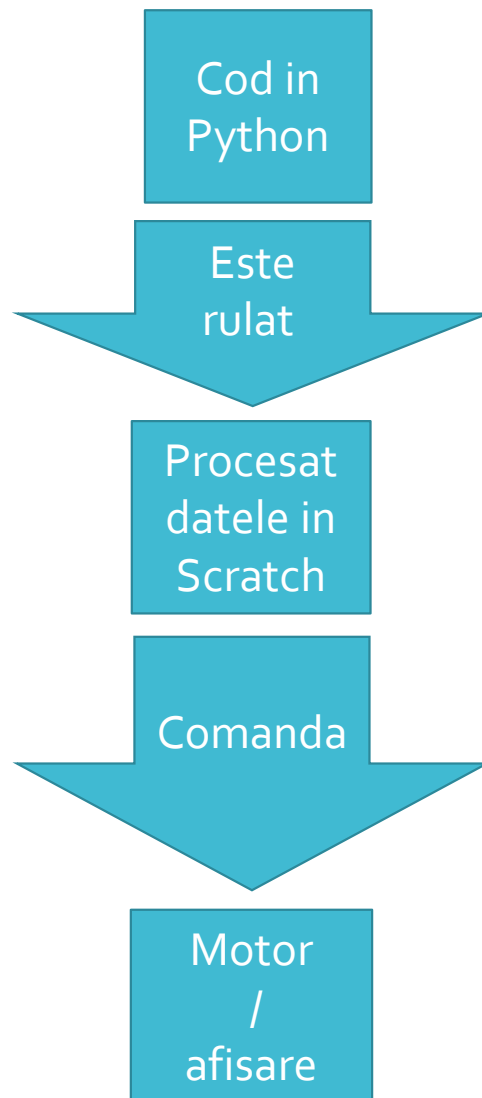 Cod in
Python
Este
rulat
Procesat
datele in
Scratch
Comanda
Motor
/
afisare